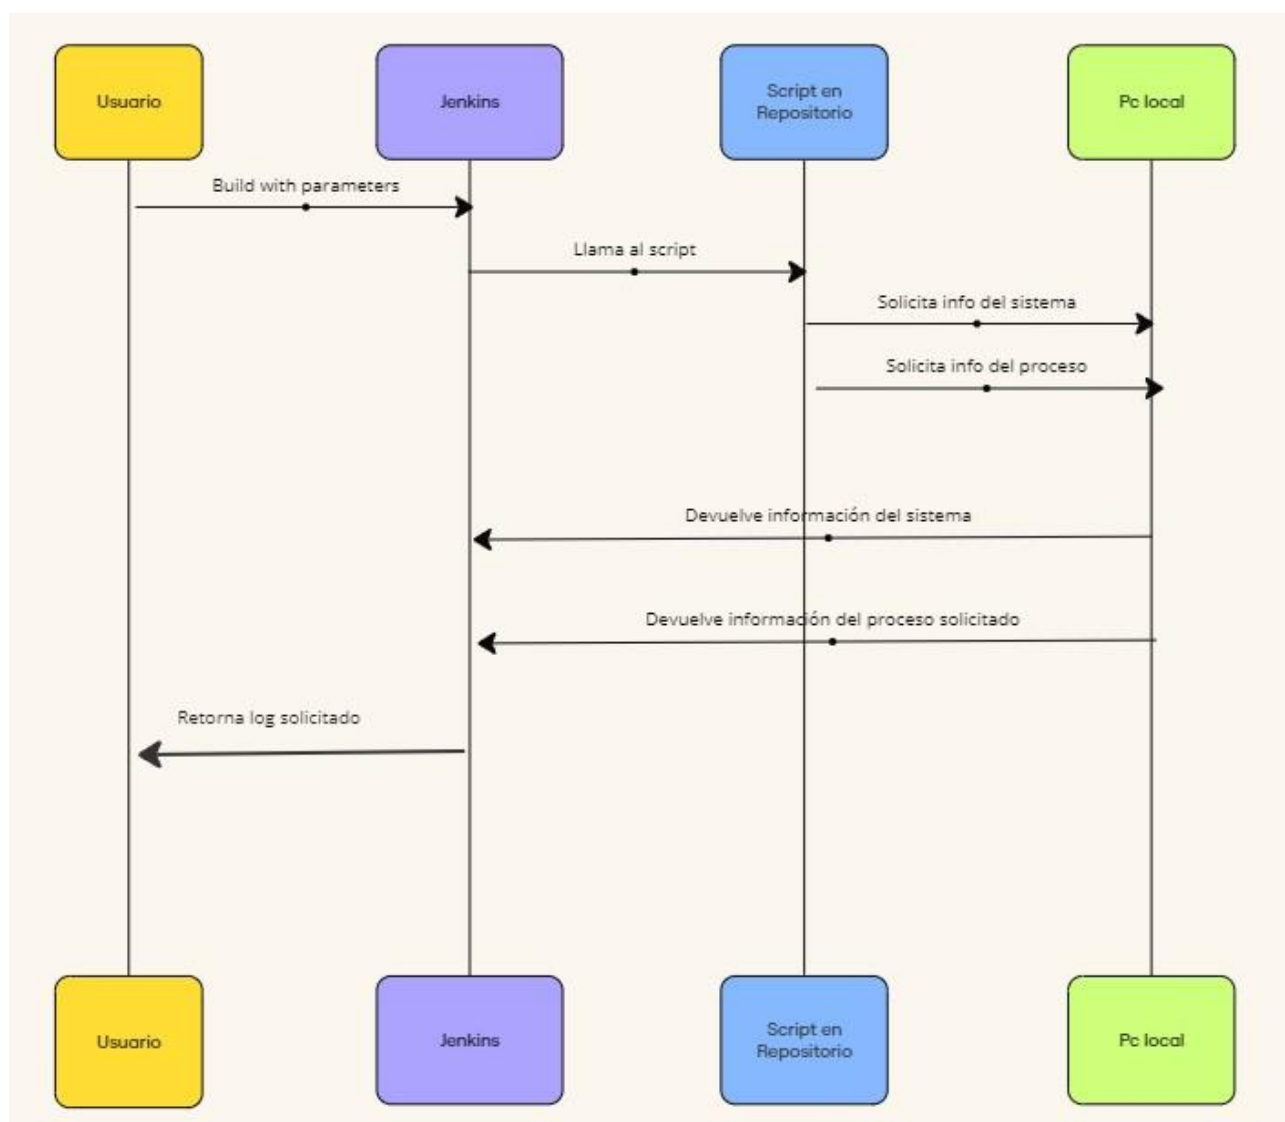 Usuario
Jenkins
Script en
Repositorio
Pc local
Build with parameters
Llama al script
Solicita info del sistema
Solicita info del proceso
Devuelve información del sistema
Devuelve información del proceso solicitado
Retorna log solicitado
Usuario
Jenkins
Script en
Repositorio
Pc local